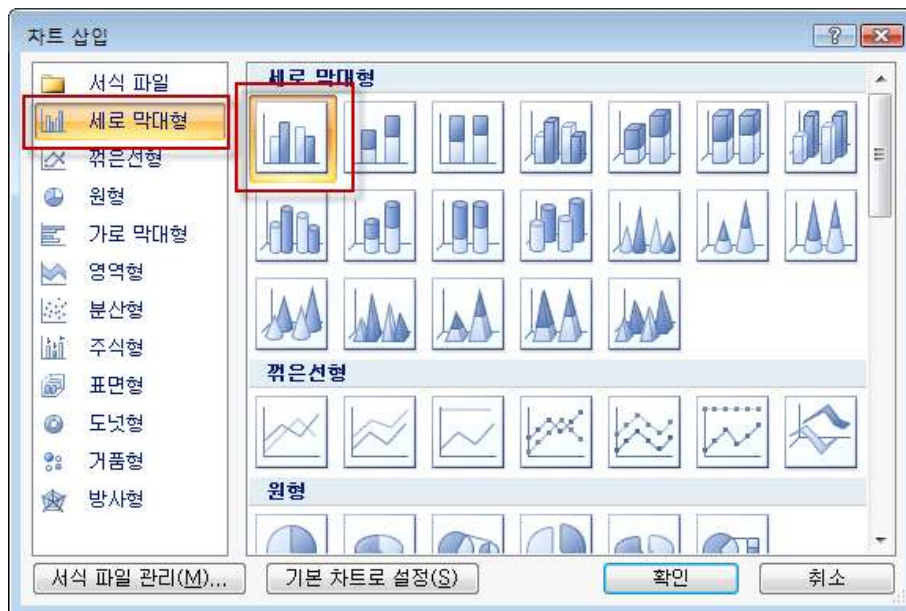 차트 삽입
서식 파일
세로 막대형
꺾은선형
원형
가로 막대형
영역형
분산형
주식형
표면형
도넛형
거품형
방사형
세로 막대형
꺾은선형
원형
서식 파일 관리(M)...
기본 차트로 설정(S)
확인
취소